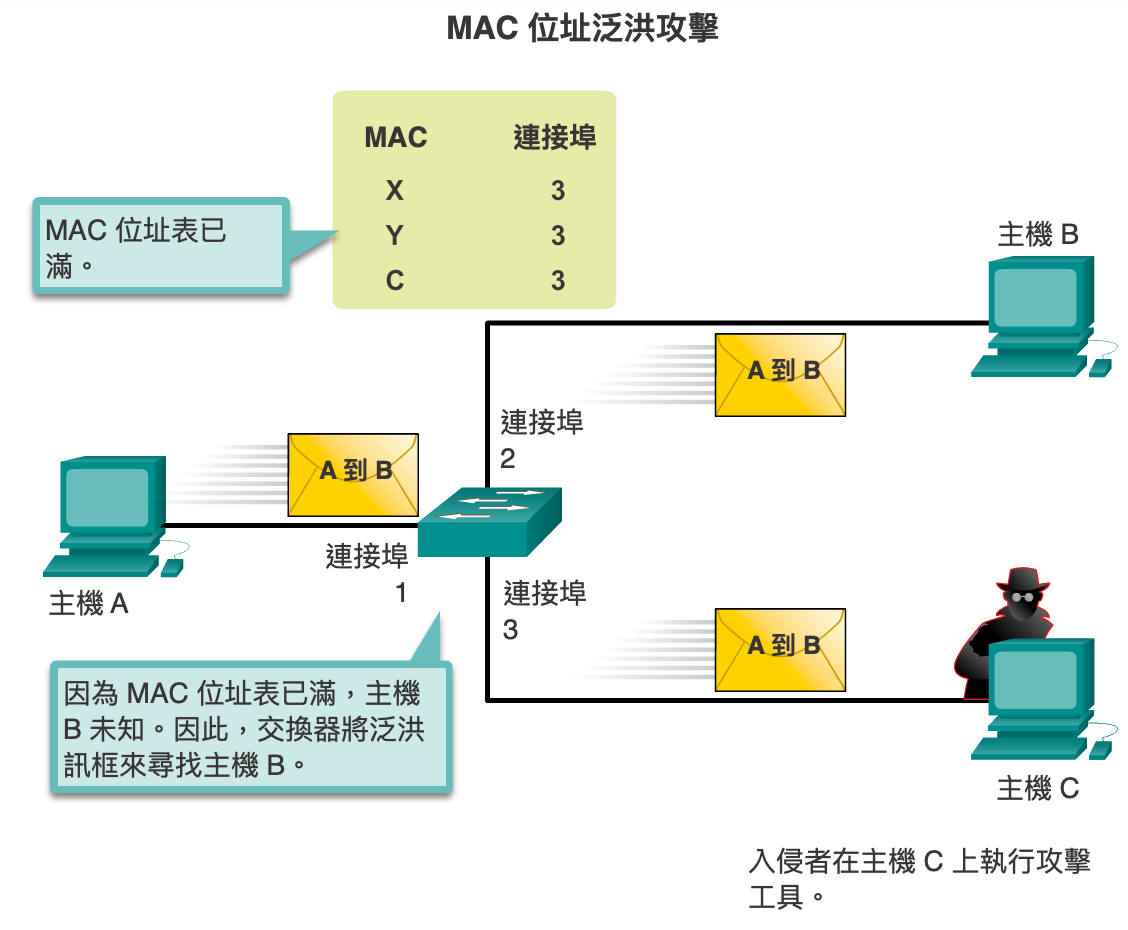 MAC 位址泛洪攻擊
MAC 連接埠
X 3
Y 3
C 3
MAC 位址表已
滿。
主機 B
A 到 B
連接埠
2
A 到 B
連接埠
1
主機 A
連接埠
3
A 到 B
因為 MAC 位址表已滿，主機
B 未知。因此，交換器將泛洪
訊框來尋找主機 B。
主機 C
入侵者在主機 C 上執行攻擊
工具。